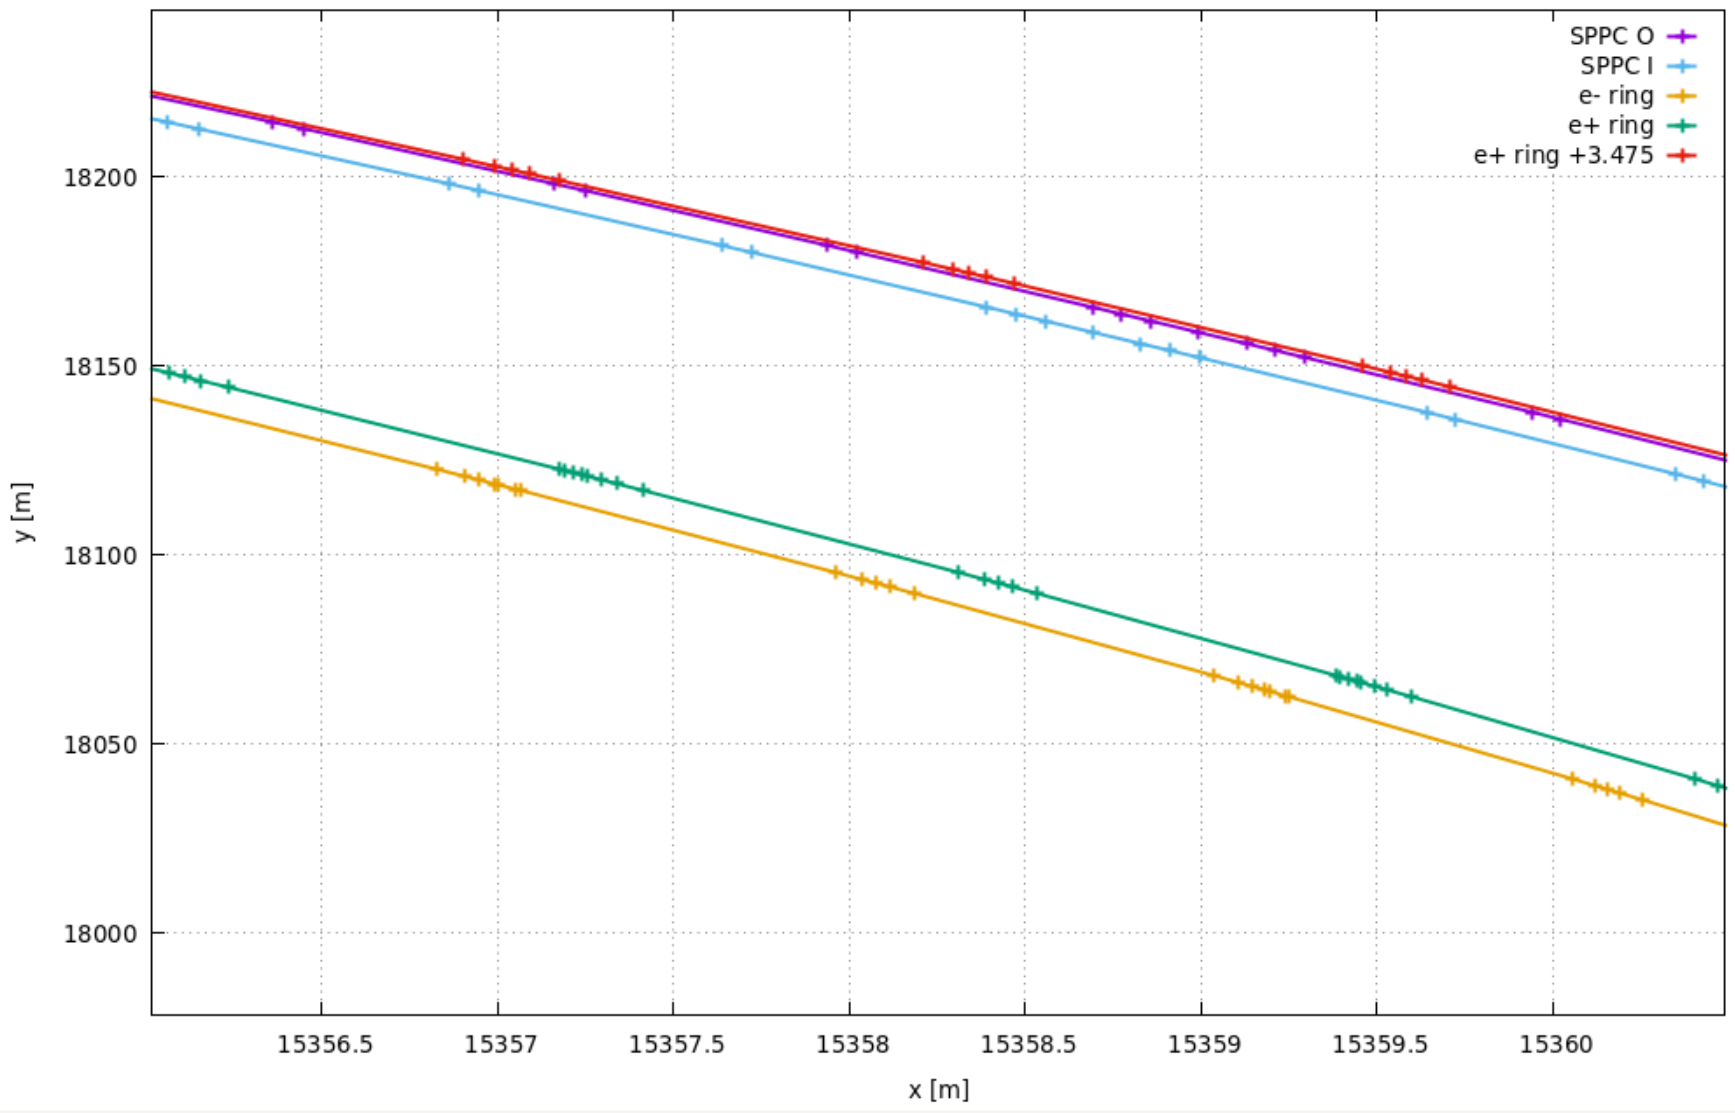 SPPC O
SPPC I
e- ring
e+ ring
e+ ring +3.475
18200
18150
18100
18050
18000
y [m]
15356.5 15357 15357.5 15358 15358.5 15359 15359.5 15360
x [m]